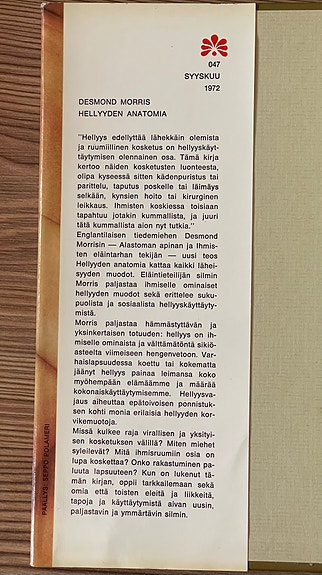 047
SYYSKUU
1972
DESMOND MORRIS
HELLYYDEN ANATOMIA
"Hellyys edellyttää lähekkäin olemista
ja ruumiillinen kosketus on hellyyskäyt-
täytymisen olennainen osa. Tämä kirja
kertoo näiden kosketusten luonteesta,
olipa kyseessä sitten kädenpuristus tai
parittelu, taputus poskelle tai läimäys
selkään, kynsien hoito tai kirurginen
leikkaus. Ihmisten koskiessa toisiaan
tapahtuu jotakin kummallista, ja juuri
tätä kummallista aion nyt tutkia."
Englantilaisen tiedemiehen Desmond
Morrisin — Alastoman apinan ja Ihmis-
ten eläintarhan tekijän — uusi teos
Hellyyden anatomia kattaa kaikki lähei-
syyden muodot. Eläintieteilijän silmin
Morris paljastaa ihmiselle ominaiset
hellyyden muodot sekä erittelee suku-
puolista ja sosiaalista hellyyskäyttäyty-
mistä.
Morris paljastaa hämmästyttävän ja
yksinkertaisen totuuden: hellyys on ih-
miselle ominaista ja välttämätöntä sikiö-
asteelta viimeiseen hengenvetoon. Var-
haislapsuudessa koettu tai kokematta
jäänyt hellyys painaa leimansa koko
myöhempään elämäämme ja määrää
kokonaiskäyttäytymisemme. Hellyysva-
jaus aiheuttaa epätoivoisen ponnistuk-
sen kohti monia erilaisia hellyyden kor-
vikemuotoja.
Missä kulkee raja virallisen ja yksityi-
sen kosketuksen välillä? Miten miehet
syleilevät? Mitä ihmisruumiin osia on
lupa koskettaa? Onko rakastuminen pa-
luuta lapsuuteen? Kun on lukenut tä-
män kirjan, oppii tarkkailemaan sekä
omia että toisten eleitä ja liikkeitä,
tapoja ja käyttäytymistä aivan uusin,
paljastavin ja ymmärtävin silmin.
PÄÄLLYS: SEPPO POLAMERI